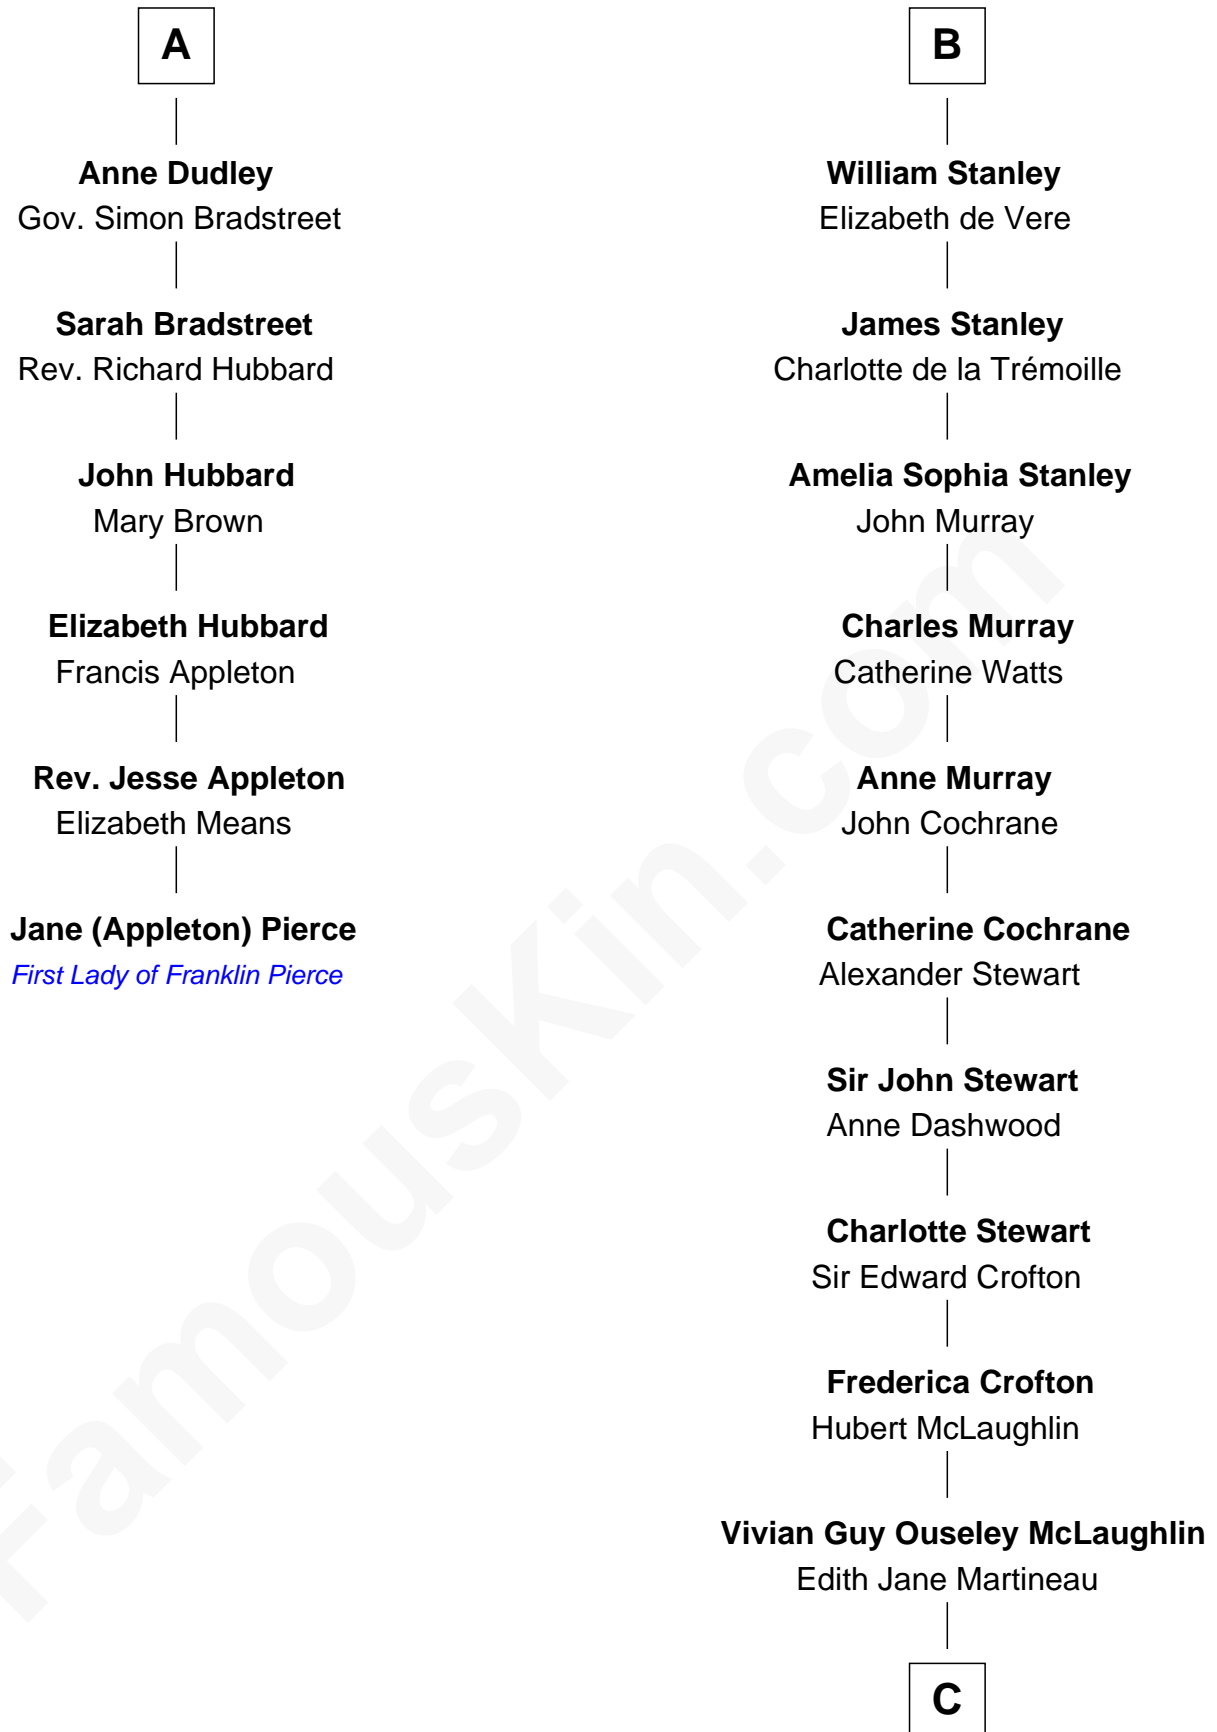 A
Anne Dudley
Gov. Simon Bradstreet
Sarah Bradstreet
Rev. Richard Hubbard
John Hubbard
Mary Brown
Elizabeth Hubbard
Francis Appleton
Rev. Jesse Appleton
Elizabeth Means
Jane (Appleton) Pierce
First Lady of Franklin Pierce
B
William Stanley
Elizabeth de Vere
James Stanley
Charlotte de la Trémoille
Amelia Sophia Stanley
John Murray
Charles Murray
Catherine Watts
Anne Murray
John Cochrane
Catherine Cochrane
Alexander Stewart
Sir John Stewart
Anne Dashwood
Charlotte Stewart
Sir Edward Crofton
Frederica Crofton
Hubert McLaughlin
Vivian Guy Ouseley McLaughlin
Edith Jane Martineau
C
FamousKin.com